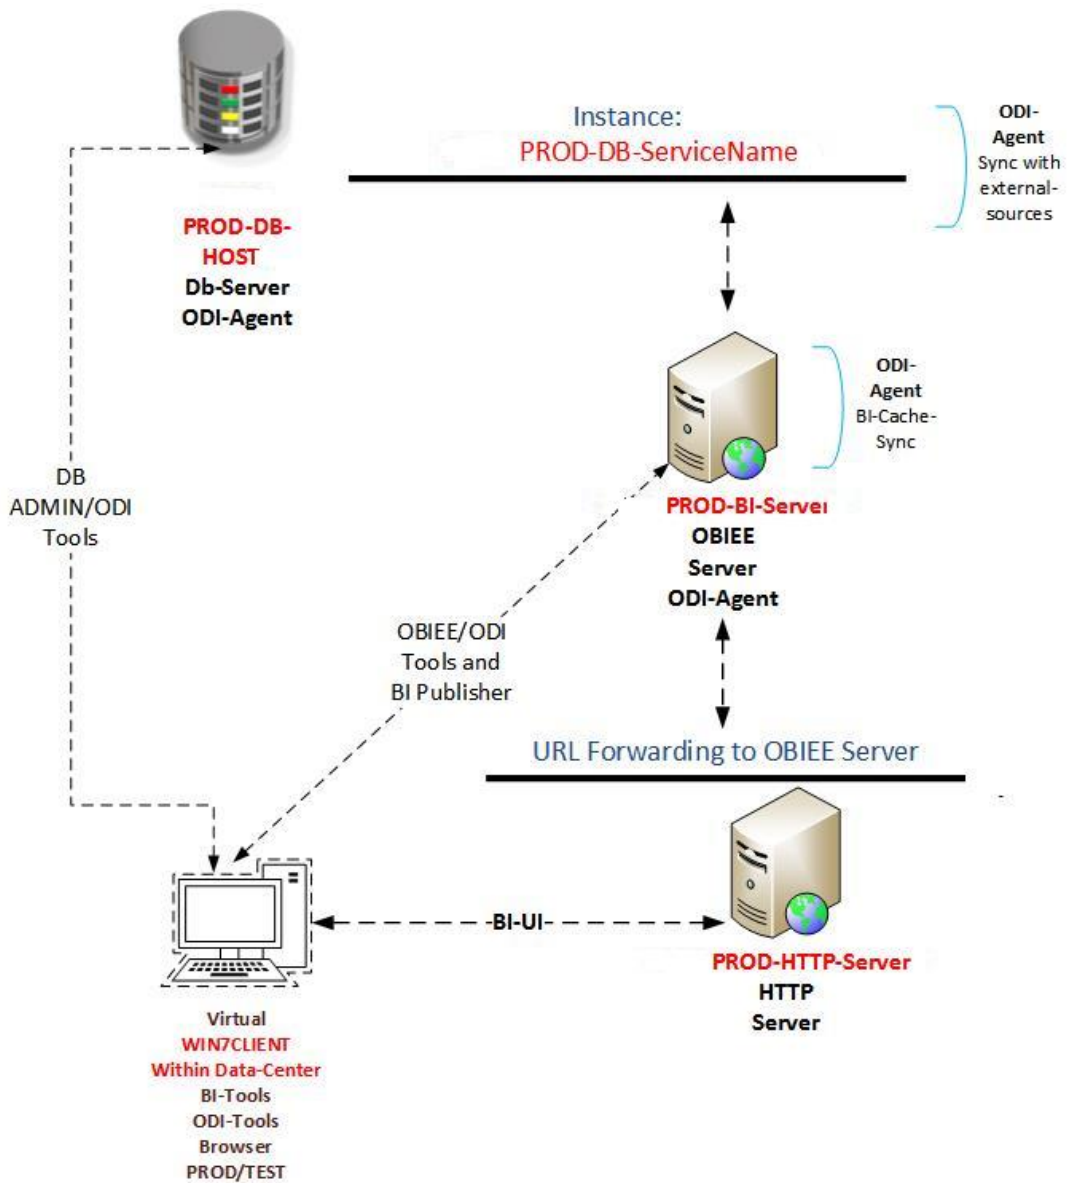 Instance:
PROD-DB-ServiceName
ODI-
Agent
Sync with
external-
sources
PROD-DB-
HOST
Db-Server
ODI-Agent
ODI-
Agent
BI-Cache-
Sync
DB
ADMIN/ODI
Tools
PROD-BI-Server
OBIEE
Server
ODI-Agent
OBIEE/ODI
Tools and
BI Publisher
URL Forwarding to OBIEE Server
-BI-UI-
PROD-HTTP-Server
HTTP
Server
Virtual
WIN7CLIENT
Within Data-Center
BI-Tools
ODI-Tools
Browser
PROD/TEST